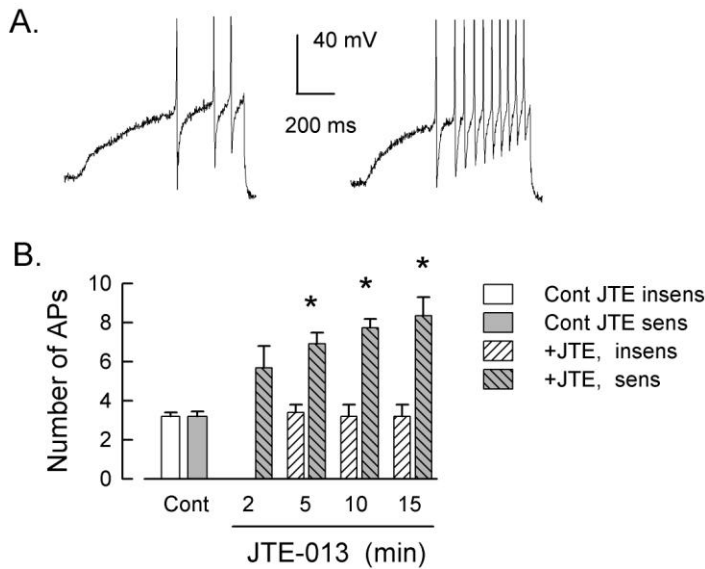 A.
40 mV
200 ms
B.
Number of APs
10
8
6
4
2
0
*
*
*
Cont JTE insens
Cont JTE sens
+JTE, insens
+JTE, sens
Cont 2 5 10 15
JTE-013 (min)